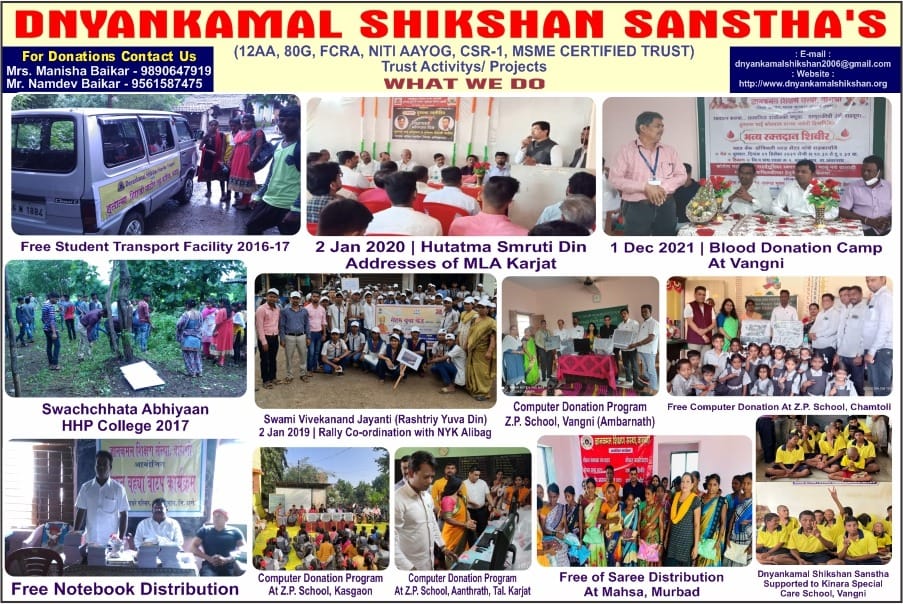 DNYANKAMAL SHIKSHAN SANSTHA'S
For Donations Contact Us
Mrs. Manisha Baikar - 9890647919
Mr. Namdev Baikar - 9561587475
(12AA, 80G, FCRA, NITI AAYOG, CSR-1, MSME CERTIFIED TRUST)
Trust Activitys/ Projects
WHAT WE DO
: E-mail :
dnyankamalshikshan2006@gmail.com
: Website :
http://www.dnyankamalshikshan.org
Free Student Transport Facility 2016-17
2 Jan 2020 | Hutatma Smruti Din
Addresses of MLA Karjat
1 Dec 2021 | Blood Donation Camp
At Vangni
Swachchhata Abhiyaan
HHP College 2017
Swami Vivekanand Jayanti (Rashtriy Yuva Din)
2 Jan 2019 | Rally Co-ordination with NYK Alibag
Computer Donation Program
Z.P. School, Vangni (Ambarnath)
Free Computer Donation At Z.P. School, Chamtoli
ज्ञानकमल शिक्षण संस्था,
Free Notebook Distribution
Computer Donation Program
At Z.P. School, Kasgaon
Computer Donation Program
At Z.P. School, Aanthrath, Tal. Karjat
ज्ञानकमल शिक्षण संस्था,
Free of Saree Distribution
At Mahsa, Murbad
Dnyankamal Shikshan Sanstha
Supported to Kinara Special
Care School, Vangni